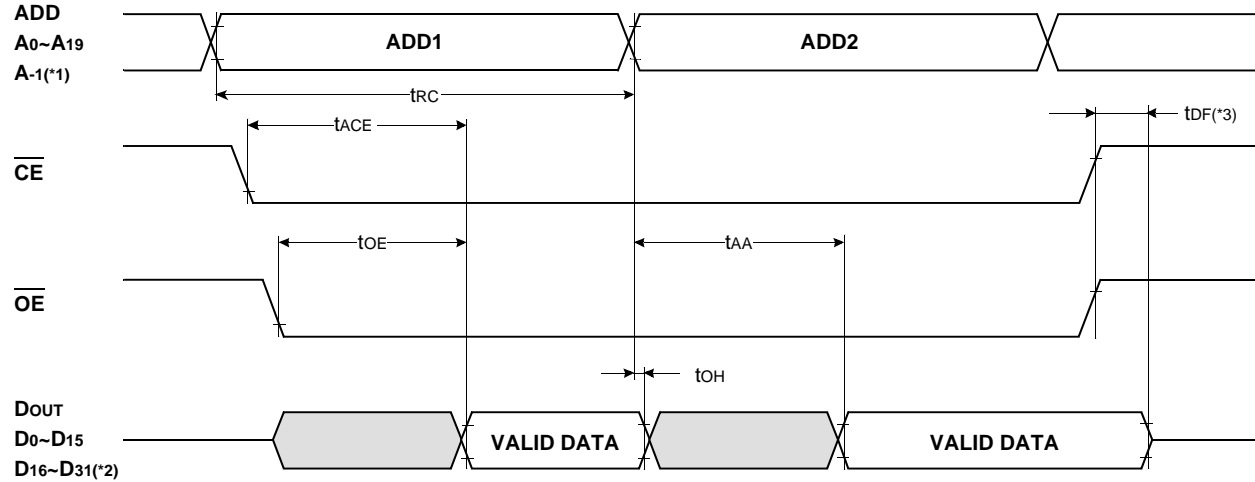 ADD
A0~A19
A-1(*1)
ADD1
ADD2
tRC
tACE
tDF(*3)
CE
tOE
tAA
OE
tOH
DOUT
D0~D15
D16~D31(*2)
VALID DATA
VALID DATA